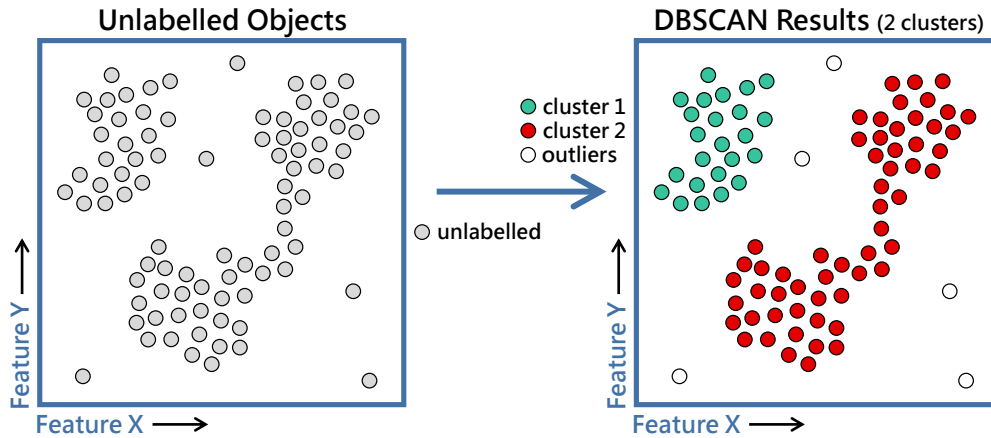 Unlabelled Objects
DBSCAN Results (2 clusters)
cluster 1
cluster 2
outliers
unlabelled
Feature Y
Feature X
Feature Y
Feature X